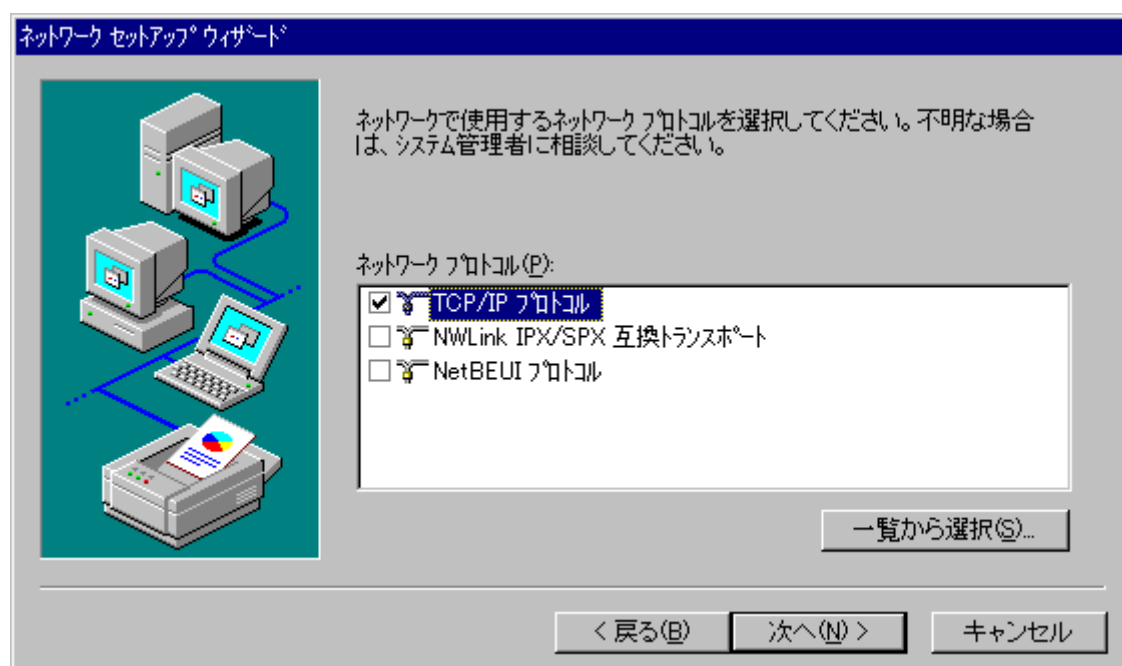 ネットワーク セットアップ ウィザード
ネットワークで使用するネットワーク プロトコルを選択してください。不明な場合
は、システム管理者に相談してください。
ネットワーク プロトコル(P):
TCP/IP プロトコル
NWLink IPX/SPX 互換トランスポート
NetBEUI プロトコル
一覧から選択(S)...
< 戻る(B)
次へ(N) >
キャンセル